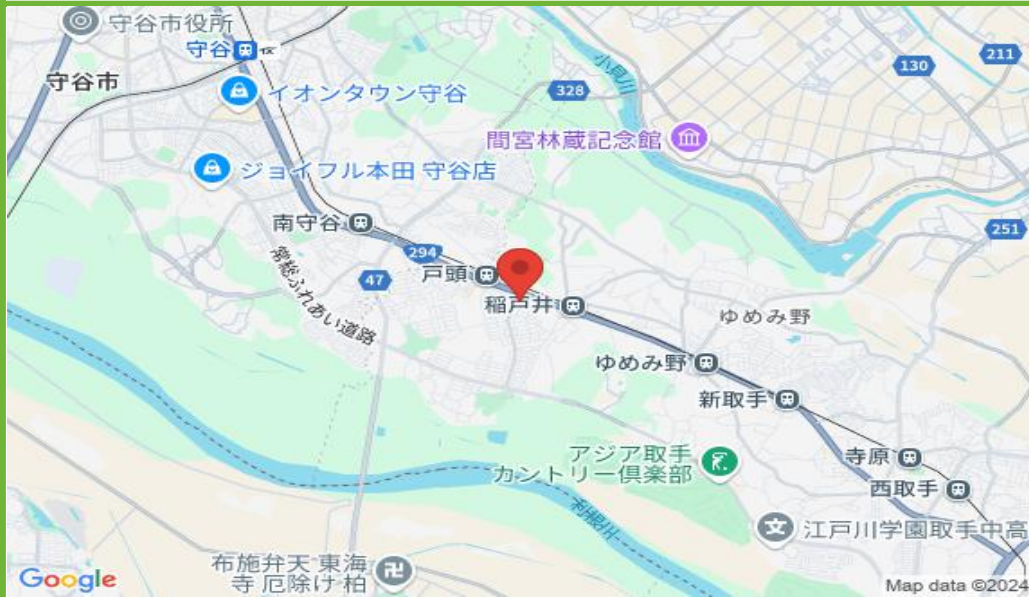 守谷市役所
守谷
守谷市
イオンタウン守谷
ジョイフル本田 守谷店
328
小貝川
130
211
間宮林蔵記念館
251
南守谷
294
47
常総ふれあい道路
戸頭
稲戸井
ゆめみ野
ゆめみ野
新取手
寺原
西取手
アジア取手
カントリー倶楽部
江戸川学園取手中高
利根川
布施弁天 東海
寺 厄除け 柏
Google
Map data ©2024